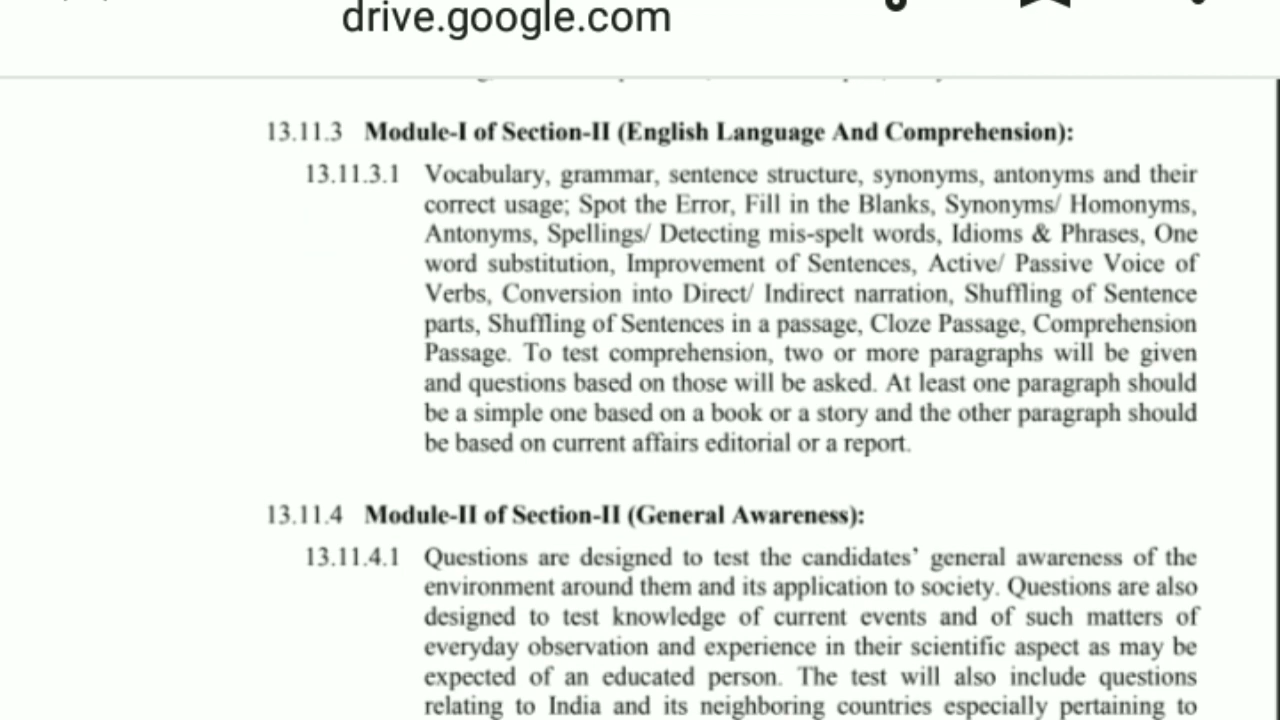 drive.google.com
13.11.3 Module-I of Section-II (English Language And Comprehension):
13.11.3.1 Vocabulary, grammar, sentence structure, synonyms, antonyms and their
correct usage; Spot the Error, Fill in the Blanks, Synonyms/ Homonyms,
Antonyms, Spellings/ Detecting mis-spelt words, Idioms & Phrases, One
word substitution, Improvement of Sentences, Active/ Passive Voice of
Verbs, Conversion into Direct/ Indirect narration, Shuffling of Sentence
parts, Shuffling of Sentences in a passage, Cloze Passage, Comprehension
Passage. To test comprehension, two or more paragraphs will be given
and questions based on those will be asked. At least one paragraph should
be a simple one based on a book or a story and the other paragraph should
be based on current affairs editorial or a report.
13.11.4 Module-II of Section-II (General Awareness):
13.11.4.1 Questions are designed to test the candidates’ general awareness of the
environment around them and its application to society. Questions are also
designed to test knowledge of current events and of such matters of
everyday observation and experience in their scientific aspect as may be
expected of an educated person. The test will also include questions
relating to India and its neighboring countries especially pertaining to